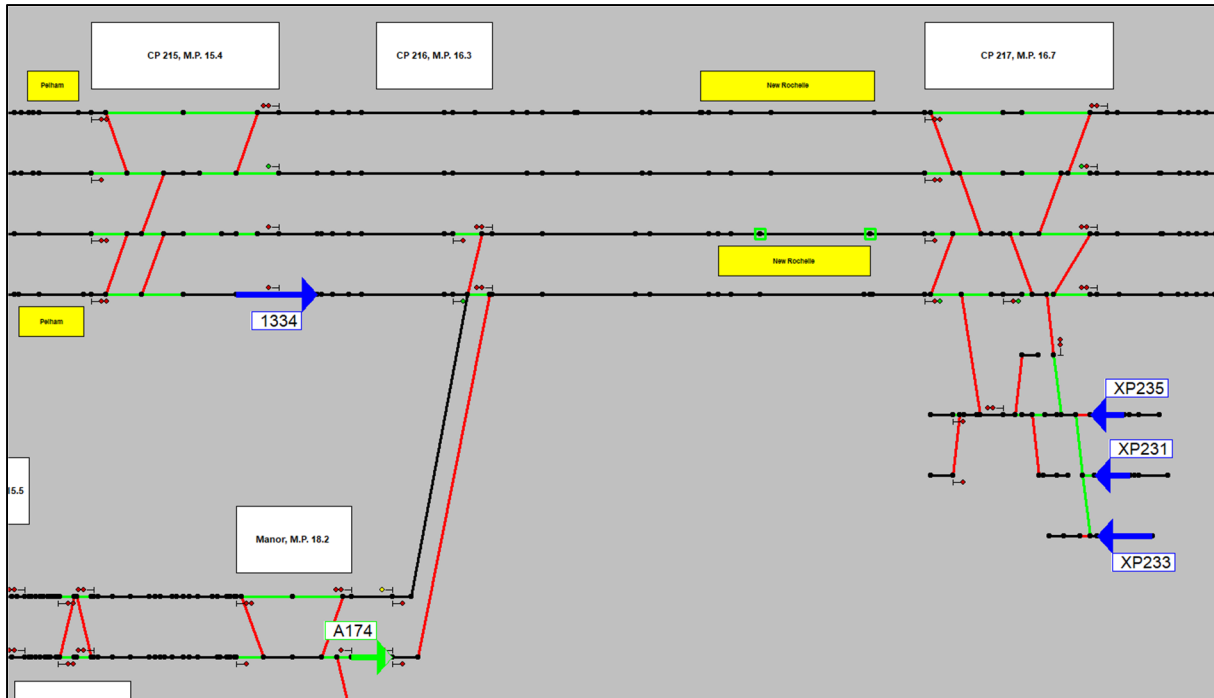 CP 215, M.P. 15.4
CP 216, M.P. 16.3
CP 217, M.P. 16.7
Pelham
New Rochelle
New Rochelle
Pelham
1334
XP235
XP231
15.5
Manor, M.P. 18.2
XP233
A174